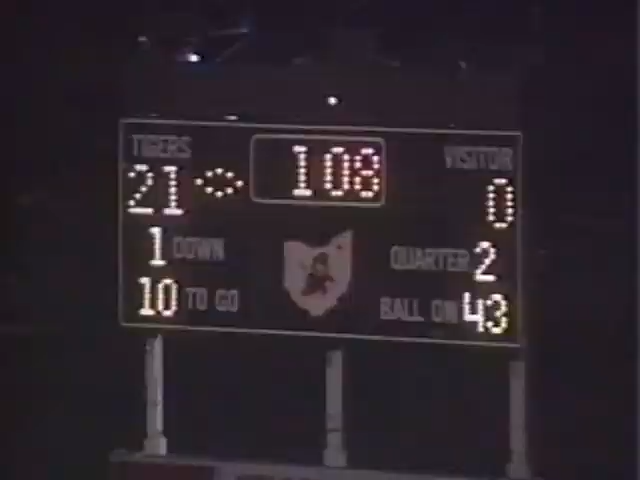 TIGERS 108 VISITOR
21 0
1 DOWN QUARTER 2
10 TO GO BALL ON 43